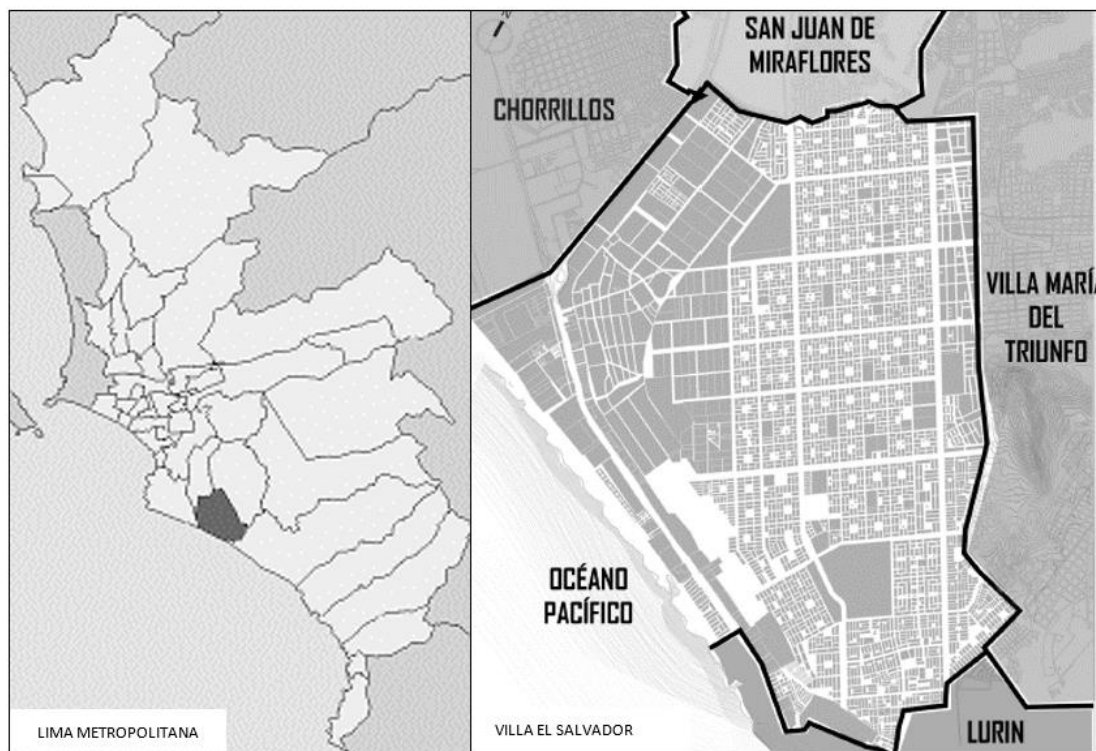 LIMA METROPOLITANA
N
SAN JUAN DE
MIRAFLORES
CHORRILLOS
VILLA MARÍA
DEL
TRIUNFO
OCÉANO
PACÍFICO
LURIN
VILLA EL SALVADOR